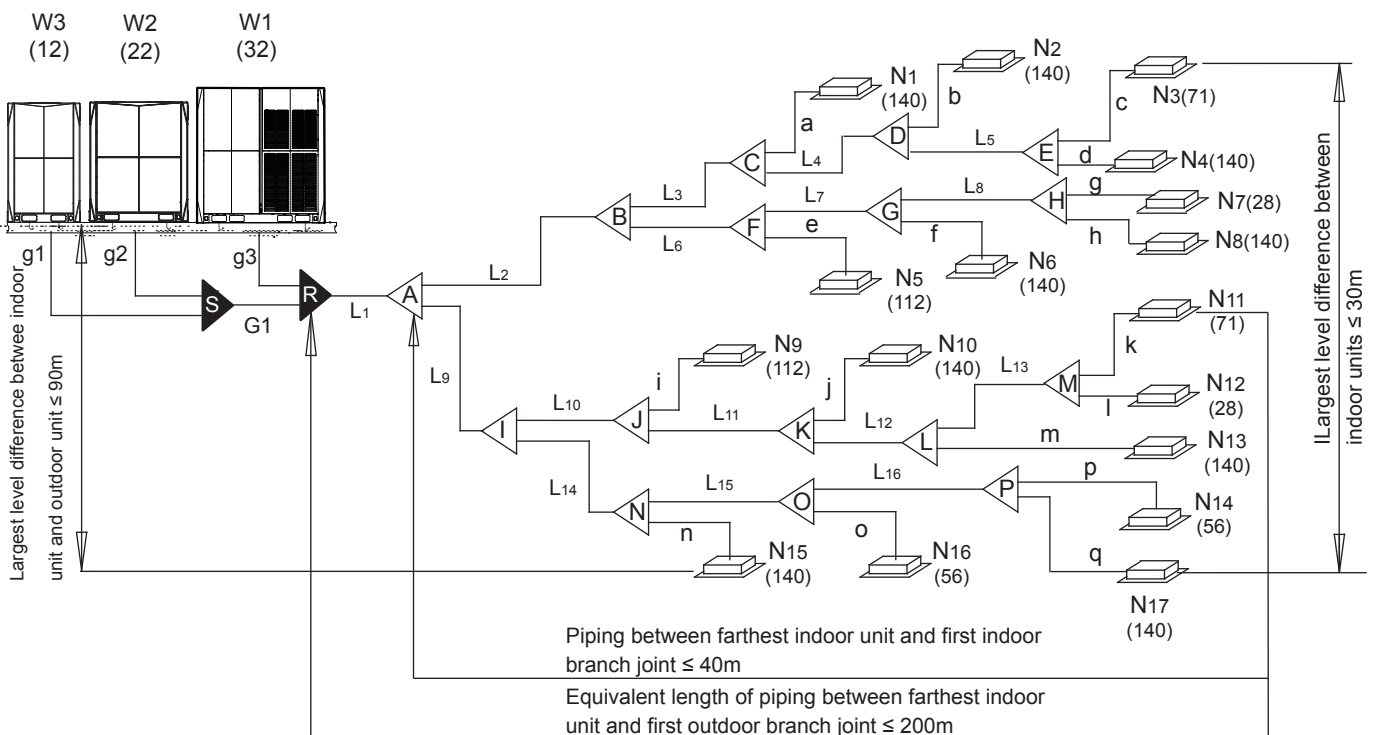 W3
(12)
W2
(22)
W1
(32)
g1
g2
g3
S
G1
R
L1
A
L2
B
L3
C
a
N1
(140)
L4
D
b
N2
(140)
L5
E
c
N3(71)
d
N4(140)
L6
F
L7
e
N5
(112)
G
f
N6
(140)
L8
H
g
N7(28)
h
N8(140)
L9
I
L10
J
i
N9
(112)
L11
K
j
N10
(140)
L12
L
L13
M
k
N11
(71)
l
N12
(28)
m
N13
(140)
L14
N
n
N15
(140)
L15
O
o
N16
(56)
L16
P
p
N14
(56)
q
N17
(140)
Largest level difference betwee indoor
unit and outdoor unit ≤ 90m
ILargest level difference between
indoor units ≤ 30m
Piping between farthest indoor unit and first indoor
branch joint ≤ 40m
Equivalent length of piping between farthest indoor
unit and first outdoor branch joint ≤ 200m